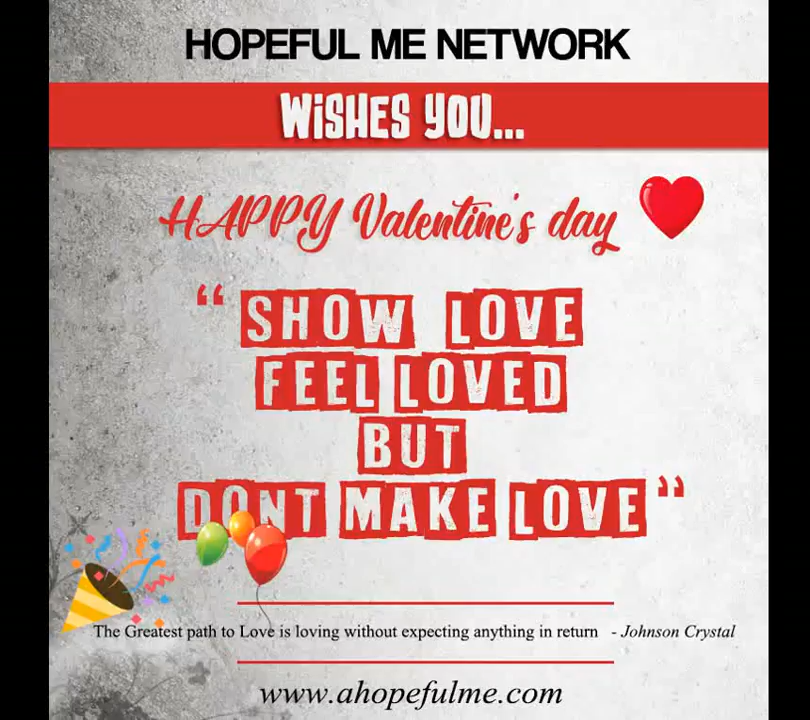 HOPEFUL ME NETWORK
WiSHES YOU...
HAPPY Valentine's day
“ SHOW LOVE
FEEL LOVED
BUT
DONT MAKE LOVE ”
The Greatest path to Love is loving without expecting anything in return - Johnson Crystal
www.ahopefulme.com